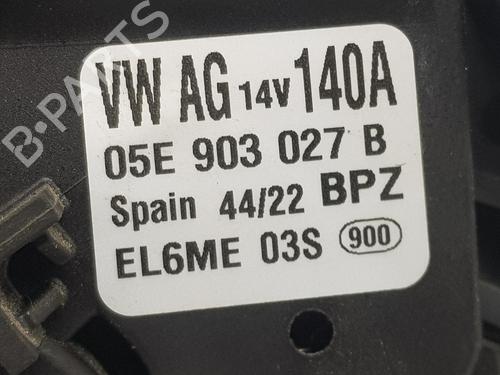 B-PARTS
VW AG 14V 140A
05E 903 027 B
Spain 44/22 BPZ
EL6ME 03S 900